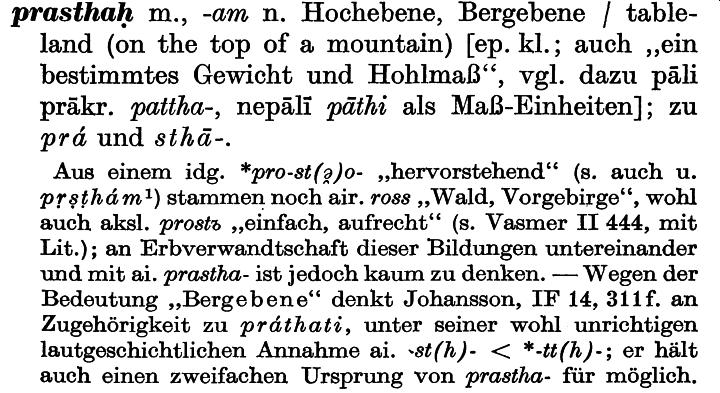 prasthaḥ m., -am n. Hochebene, Bergebene / table-
land (on the top of a mountain) [ep. kl.; auch „ein
bestimmtes Gewicht und Hohlmaß“, vgl. dazu pāli
prākr. pattha-, nepālī pāthi als Maß-Einheiten]; zu
prá und sthā-.
Aus einem idg. *pro-st(ə̯)o- „hervorstehend“ (s. auch u.
pṛṣṭhám¹) stammen noch air. ross „Wald, Vorgebirge“, wohl
auch aksl. prostъ „einfach, aufrecht“ (s. Vasmer II 444, mit
Lit.); an Erbverwandtschaft dieser Bildungen untereinander
und mit ai. prastha- ist jedoch kaum zu denken. — Wegen der
Bedeutung „Bergebene“ denkt Johansson, IF 14, 311f. an
Zugehörigkeit zu práthati, unter seiner wohl unrichtigen
lautgeschichtlichen Annahme ai. -st(h)- < *-tt(h)-; er hält
auch einen zweifachen Ursprung von prastha- für möglich.